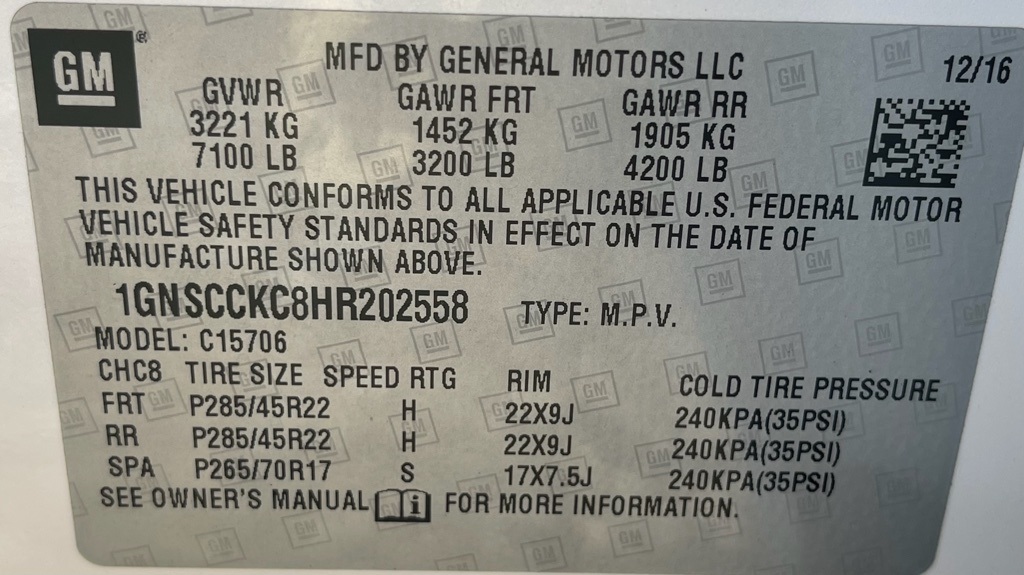 GM®
MFD BY GENERAL MOTORS LLC 12/16
GVWR GAWR FRT GAWR RR
3221 KG 1452 KG 1905 KG
7100 LB 3200 LB 4200 LB
THIS VEHICLE CONFORMS TO ALL APPLICABLE U.S. FEDERAL MOTOR
VEHICLE SAFETY STANDARDS IN EFFECT ON THE DATE OF
MANUFACTURE SHOWN ABOVE.
1GNSCCKC8HR202558 TYPE: M.P.V.
MODEL: C15706
CHC8 TIRE SIZE SPEED RTG RIM COLD TIRE PRESSURE
FRT P285/45R22 H 22X9J 240KPA(35PSI)
RR P285/45R22 H 22X9J 240KPA(35PSI)
SPA P265/70R17 S 17X7.5J 240KPA(35PSI)
SEE OWNER'S MANUAL i FOR MORE INFORMATION.